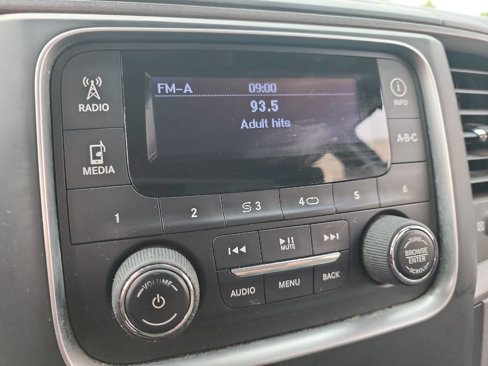 FM-A 09:00
93.5
Adult hits
RADIO
INFO
MEDIA
A-B-C
1 2 3 4 5 6
MUTE
VOLUME
TUNE
BROWSE
ENTER
SCROLL
AUDIO MENU BACK